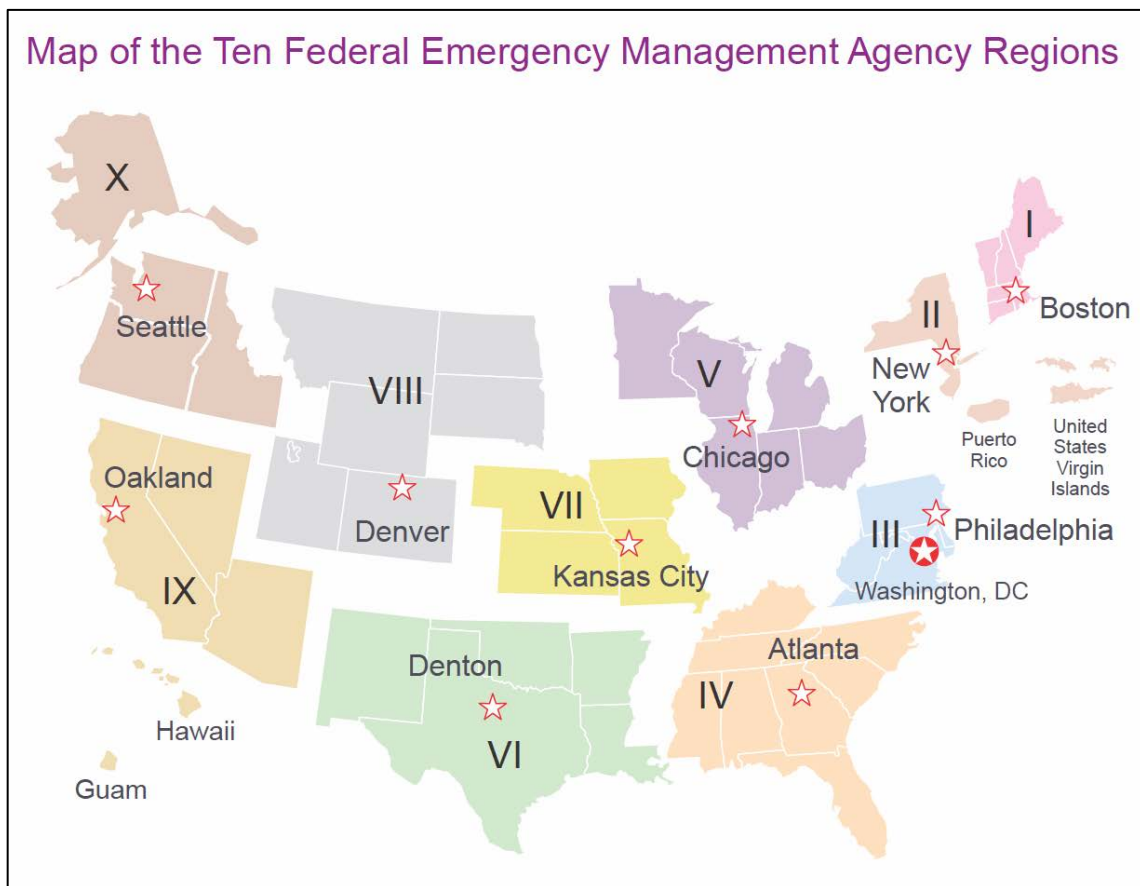 Map of the Ten Federal Emergency Management Agency Regions
X
I
Seattle
II
Boston
VIII
V
New
York
Puerto
Rico
United
States
Virgin
Islands
Chicago
Oakland
Denver
VII
Kansas City
III
Philadelphia
Washington, DC
IX
Denton
Atlanta
IV
VI
Hawaii
Guam